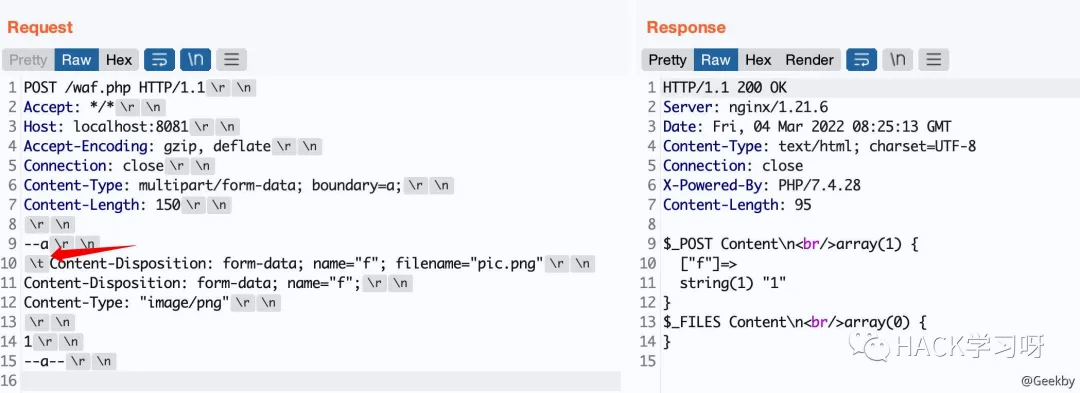 Request
Pretty Raw Hex \n
1 POST /waf.php HTTP/1.1 \r \n
2 Accept: */* \r \n
3 Host: localhost:8081 \r \n
4 Accept-Encoding: gzip, deflate \r \n
5 Connection: close \r \n
6 Content-Type: multipart/form-data; boundary=a; \r \n
7 Content-Length: 150 \r \n
8 \r \n
9 --a \r \n
10 \t Content-Disposition: form-data; name="f"; filename="pic.png" \r \n
11 Content-Disposition: form-data; name="f"; \r \n
12 Content-Type: "image/png" \r \n
13 \r \n
14 1 \r \n
15 --a-- \r \n
16
Response
Pretty Raw Hex Render \n
1 HTTP/1.1 200 OK
2 Server: nginx/1.21.6
3 Date: Fri, 04 Mar 2022 08:25:13 GMT
4 Content-Type: text/html; charset=UTF-8
5 Connection: close
6 X-Powered-By: PHP/7.4.28
7 Content-Length: 95
8
9 $_POST Content\n<br/>array(1) {
10 ["f"]=>
11 string(1) "1"
12 }
13 $_FILES Content\n<br/>array(0) {
14 }
15
HACK学习呀
@Geekby